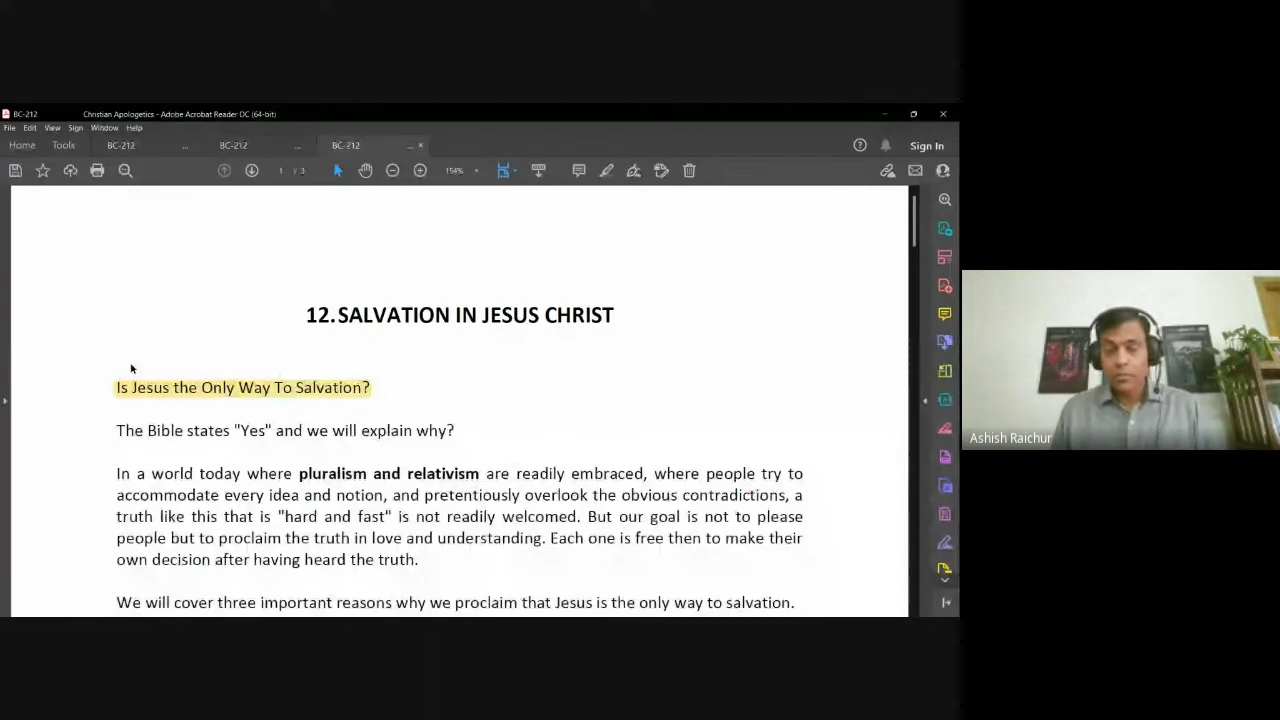 BC-212 Christian Apologetics - Adobe Acrobat Reader DC (64-bit)
File Edit View Sign Window Help
Home Tools BC-212 ... BC-212 ... BC-212 ... × Sign In
1 / 3 154%
12. SALVATION IN JESUS CHRIST
Is Jesus the Only Way To Salvation?
The Bible states "Yes" and we will explain why?
In a world today where pluralism and relativism are readily embraced, where people try to
accommodate every idea and notion, and pretentiously overlook the obvious contradictions, a
truth like this that is "hard and fast" is not readily welcomed. But our goal is not to please
people but to proclaim the truth in love and understanding. Each one is free then to make their
own decision after having heard the truth.
We will cover three important reasons why we proclaim that Jesus is the only way to salvation.
Ashish Raichur